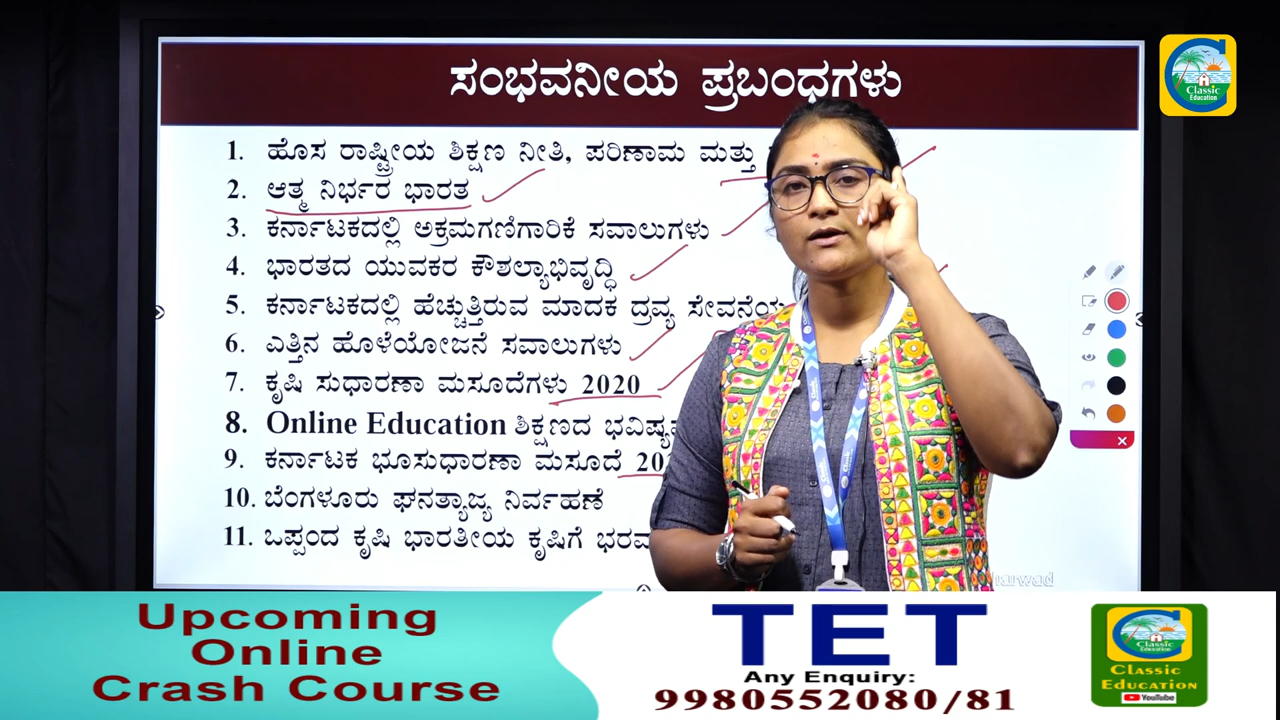 ಸಂಭವನೀಯ ಪ್ರಬಂಧಗಳು
1. ಹೊಸ ರಾಷ್ಟ್ರೀಯ ಶಿಕ್ಷಣ ನೀತಿ, ಪರಿಣಾಮ ಮತ್ತು
2. ಆತ್ಮ ನಿರ್ಭರ ಭಾರತ
3. ಕರ್ನಾಟಕದಲ್ಲಿ ಅಕ್ರಮಗಣಿಗಾರಿಕೆ ಸವಾಲುಗಳು
4. ಭಾರತದ ಯುವಕರ ಕೌಶಲ್ಯಾಭಿವೃದ್ಧಿ
5. ಕರ್ನಾಟಕದಲ್ಲಿ ಹೆಚ್ಚುತ್ತಿರುವ ಮಾದಕ ದ್ರವ್ಯ ಸೇವನೆಯ
6. ಎತ್ತಿನ ಹೊಳೆಯೋಜನೆ ಸವಾಲುಗಳು
7. ಕೃಷಿ ಸುಧಾರಣಾ ಮಸೂದೆಗಳು 2020
8. Online Education ಶಿಕ್ಷಣದ
9. ಕರ್ನಾಟಕ ಭೂಸುಧಾರಣಾ ಮಸೂದೆ
10. ಬೆಂಗಳೂರು ಘನತ್ಯಾಜ್ಯ ನಿರ್ವಹಣೆ
11. ಒಪ್ಪಂದ ಕೃಷಿ ಭಾರತೀಯ ಕೃಷಿಗೆ
Classic
Education
Upcoming
Online
Crash Course
TET
Any Enquiry:
9980552080/81
Classic
Education
CLASSIC
EDUCATION
YouTube